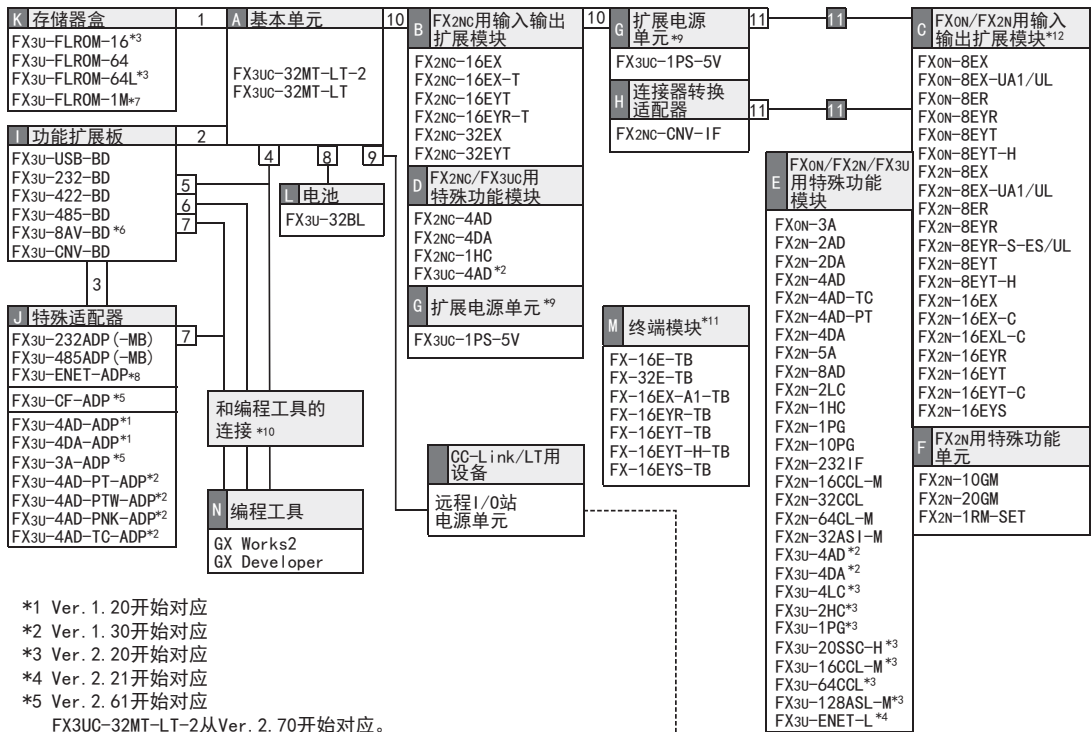 K 存储器盒
FX3U-FLROM-16*3
FX3U-FLROM-64
FX3U-FLROM-64L*3
FX3U-FLROM-1M*7
1
A 基本单元
FX3UC-32MT-LT-2
FX3UC-32MT-LT
10
B FX2NC用输入输出
扩展模块
FX2NC-16EX
FX2NC-16EX-T
FX2NC-16EYT
FX2NC-16EYR-T
FX2NC-32EX
FX2NC-32EYT
D FX2NC/FX3UC用
特殊功能模块
FX2NC-4AD
FX2NC-4DA
FX2NC-1HC
FX3UC-4AD*2
G 扩展电源单元*9
FX3UC-1PS-5V
10
G 扩展电源
单元*9
FX3UC-1PS-5V
H 连接器转换
适配器
FX2NC-CNV-IF
11
11
11
11
C FX0N/FX2N用输入
输出扩展模块*12
FX0N-8EX
FX0N-8EX-UA1/UL
FX0N-8ER
FX0N-8EYR
FX0N-8EYT
FX0N-8EYT-H
FX2N-8EX
FX2N-8EX-UA1/UL
FX2N-8ER
FX2N-8EYR
FX2N-8EYR-S-ES/UL
FX2N-8EYT
FX2N-8EYT-H
FX2N-16EX
FX2N-16EX-C
FX2N-16EXL-C
FX2N-16EYR
FX2N-16EYT
FX2N-16EYT-C
FX2N-16EYS
F FX2N用特殊功能
单元
FX2N-10GM
FX2N-20GM
FX2N-1RM-SET
E FX0N/FX2N/FX3U
用特殊功能
模块
FX0N-3A
FX2N-2AD
FX2N-2DA
FX2N-4AD
FX2N-4AD-TC
FX2N-4AD-PT
FX2N-4DA
FX2N-5A
FX2N-8AD
FX2N-2LC
FX2N-1HC
FX2N-1PG
FX2N-10PG
FX2N-232IF
FX2N-16CCL-M
FX2N-32CCL
FX2N-64CL-M
FX2N-32ASI-M
FX3U-4AD*2
FX3U-4DA*2
FX3U-4LC*3
FX3U-2HC*3
FX3U-1PG*3
FX3U-20SSC-H*3
FX3U-16CCL-M*3
FX3U-64CCL*3
FX3U-128ASL-M*3
FX3U-ENET-L*4
I 功能扩展板
FX3U-USB-BD
FX3U-232-BD
FX3U-422-BD
FX3U-485-BD
FX3U-8AV-BD*6
FX3U-CNV-BD
2
4
8
9
5
6
7
3
L 电池
FX3U-32BL
J 特殊适配器
FX3U-232ADP(-MB)
FX3U-485ADP(-MB)
FX3U-ENET-ADP*8
FX3U-CF-ADP*5
FX3U-4AD-ADP*1
FX3U-4DA-ADP*1
FX3U-3A-ADP*5
FX3U-4AD-PT-ADP*2
FX3U-4AD-PTW-ADP*2
FX3U-4AD-PNK-ADP*2
FX3U-4AD-TC-ADP*2
7
和编程工具的
连接*10
N 编程工具
GX Works2
GX Developer
CC-Link/LT用
设备
远程I/O站
电源单元
M 终端模块*11
FX-16E-TB
FX-32E-TB
FX-16EX-A1-TB
FX-16EYR-TB
FX-16EYT-TB
FX-16EYT-H-TB
FX-16EYS-TB
*1 Ver.1.20开始对应
*2 Ver.1.30开始对应
*3 Ver.2.20开始对应
*4 Ver.2.21开始对应
*5 Ver.2.61开始对应
FX3UC-32MT-LT-2从Ver.2.70开始对应。